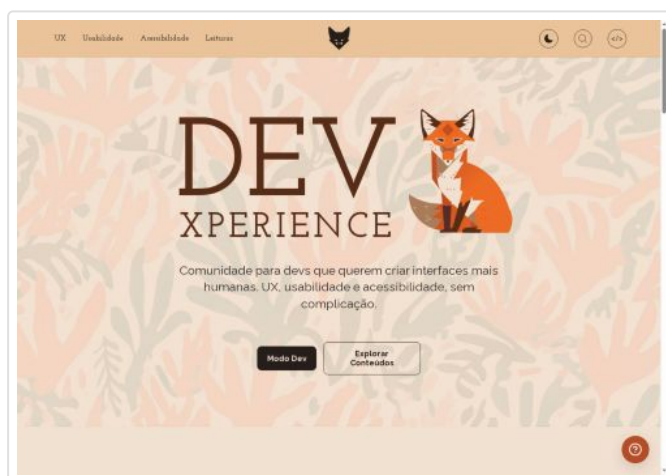 UX Usabilidade Acessibilidade Leituras </>
DEV
XPERIENCE
Comunidade para devs que querem criar interfaces mais
humanas. UX, usabilidade e acessibilidade, sem
complicação.
Modo Dev
Explorar
Conteúdos
?